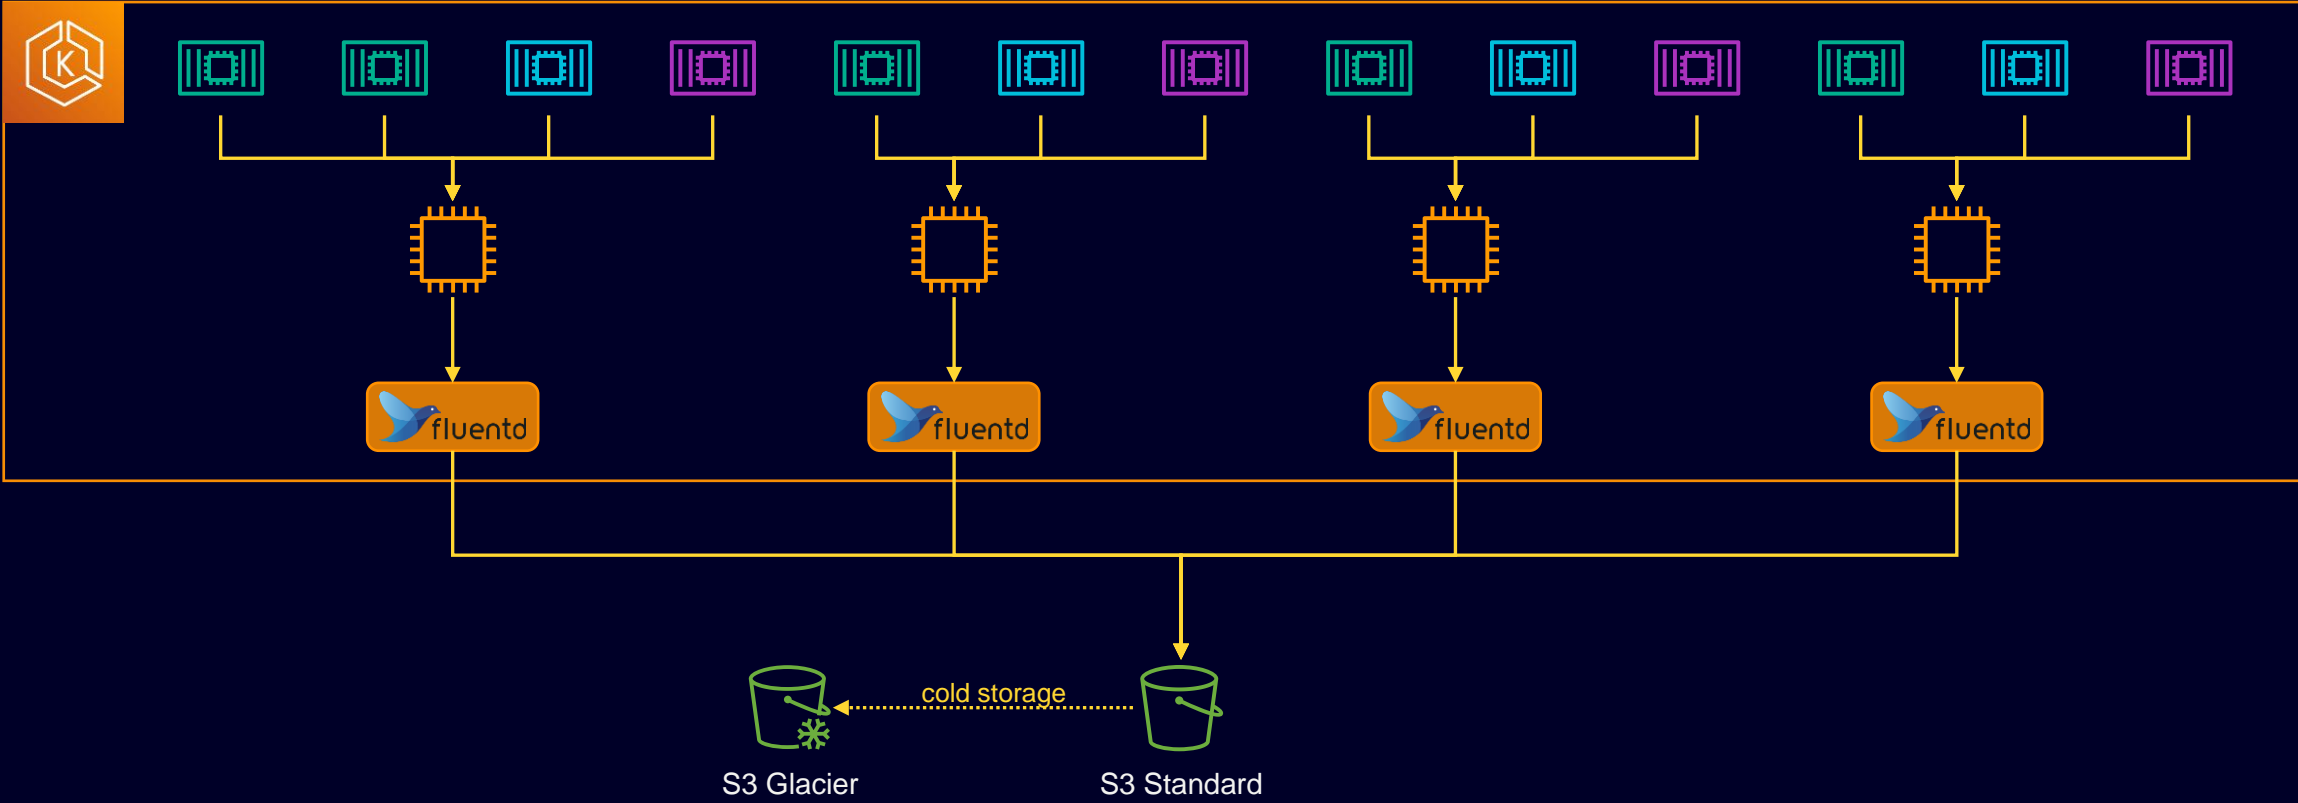 K
fluentd
fluentd
fluentd
fluentd
cold storage
S3 Glacier
S3 Standard